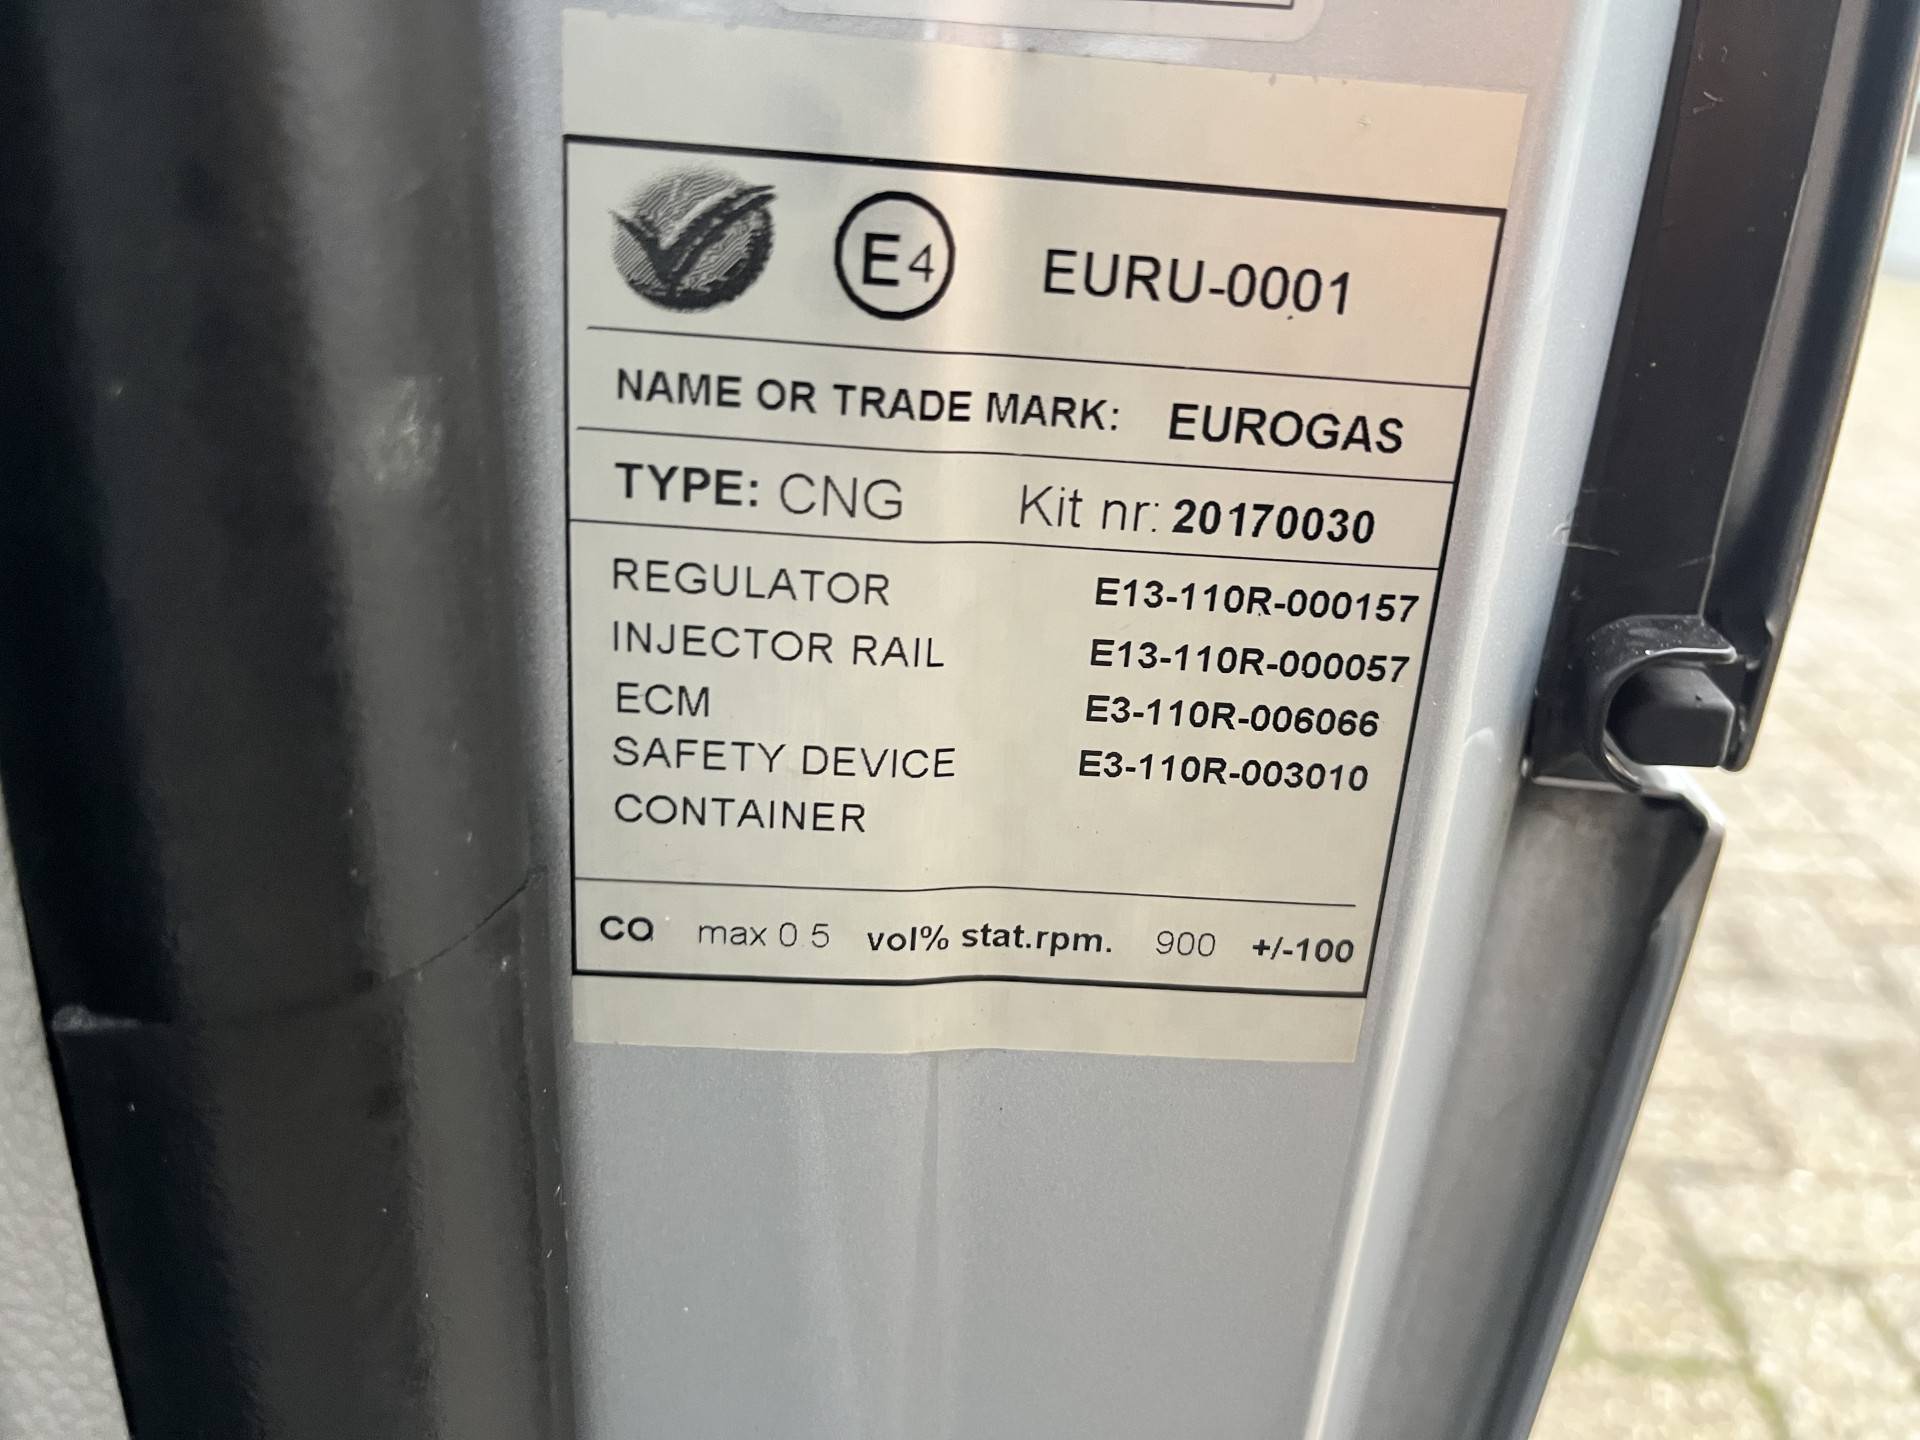 E4 EURU-0001
NAME OR TRADE MARK: EUROGAS
TYPE: CNG Kit nr: 20170030
REGULATOR E13-110R-000157
INJECTOR RAIL E13-110R-000057
ECM E3-110R-006066
SAFETY DEVICE E3-110R-003010
CONTAINER
CO max 0.5 vol% stat.rpm. 900 +/-100